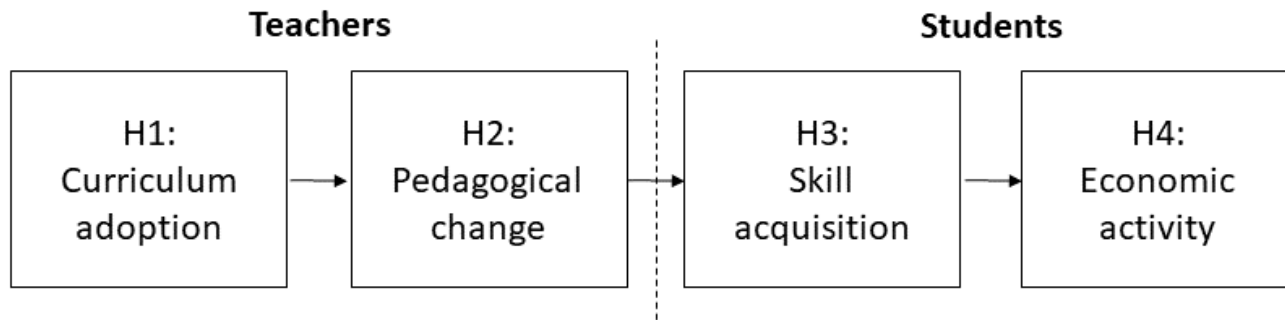 Teachers
Students
H1:
Curriculum
adoption
H2:
Pedagogical
change
H3:
Skill
acquisition
H4:
Economic
activity